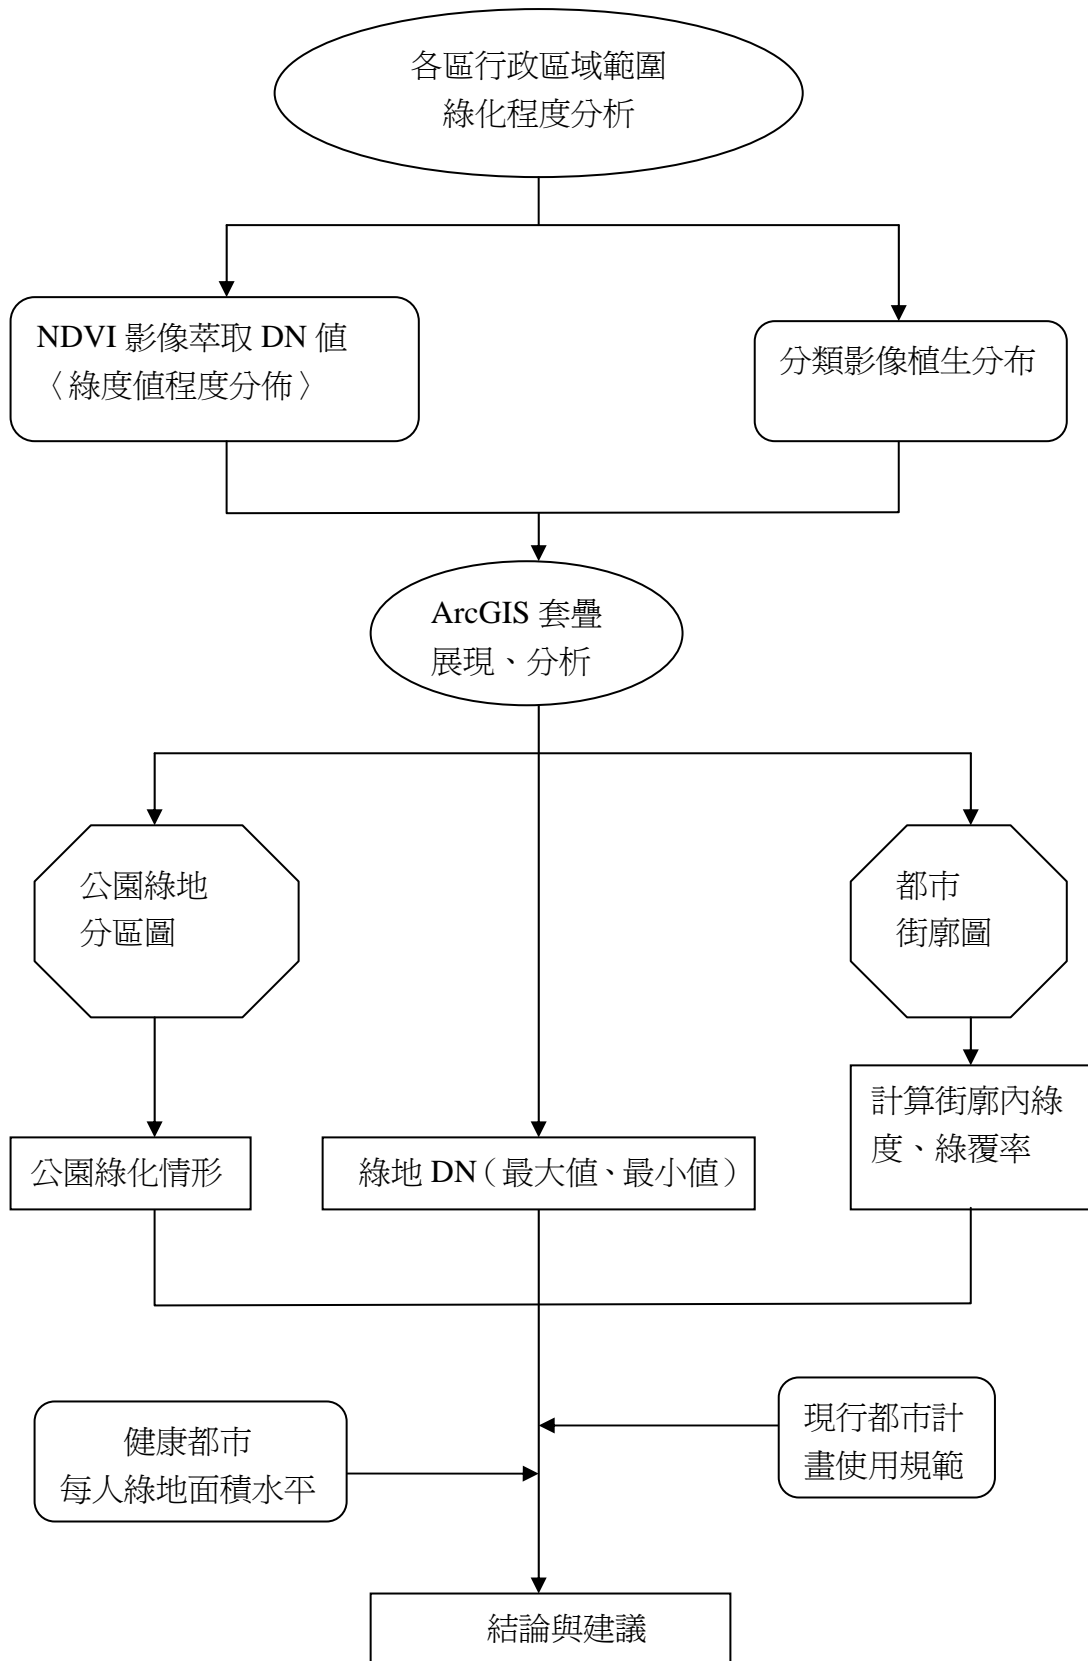 各區行政區域範圍
綠化程度分析
NDVI 影像萃取 DN 值
〈綠度值程度分佈〉
分類影像植生分布
ArcGIS 套疊
展現、分析
公園綠地
分區圖
都市
街廓圖
公園綠化情形
綠地 DN（最大值、最小值）
計算街廓內綠
度、綠覆率
健康都市
每人綠地面積水平
現行都市計
畫使用規範
結論與建議